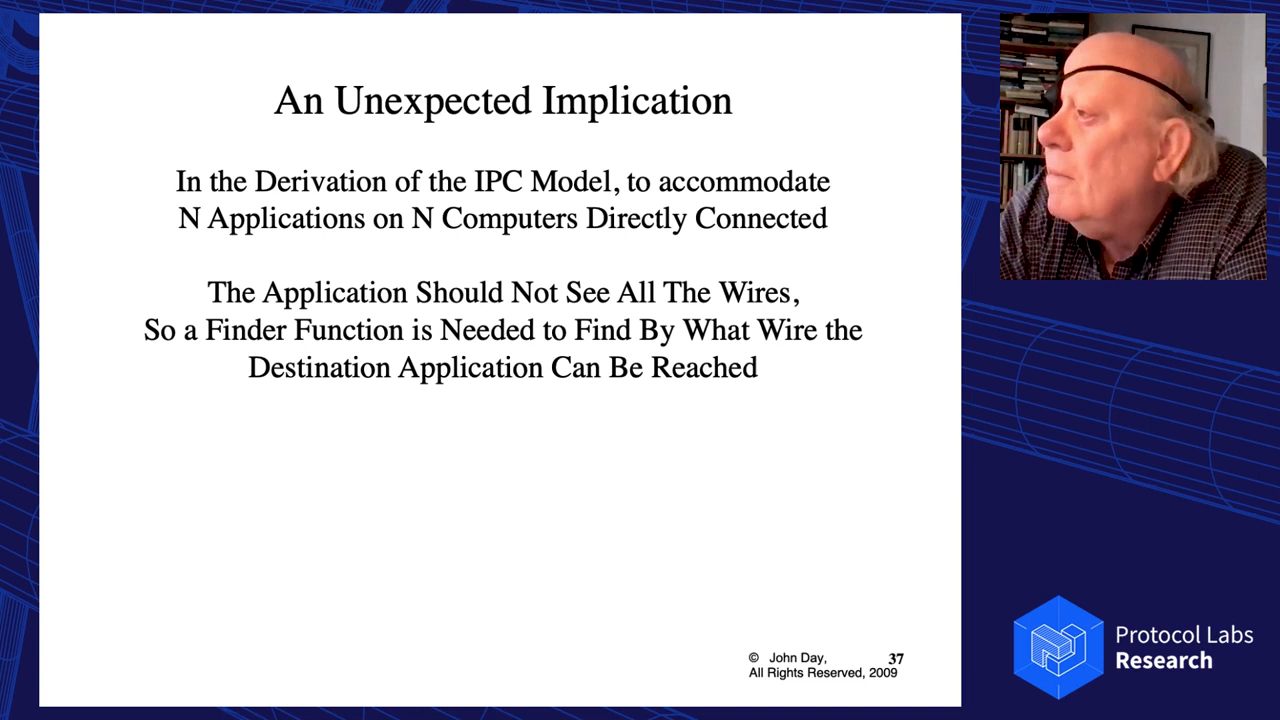 An Unexpected Implication
In the Derivation of the IPC Model, to accommodate
N Applications on N Computers Directly Connected
The Application Should Not See All The Wires,
So a Finder Function is Needed to Find By What Wire the
Destination Application Can Be Reached
© John Day,
All Rights Reserved, 2009
37
Protocol Labs
Research